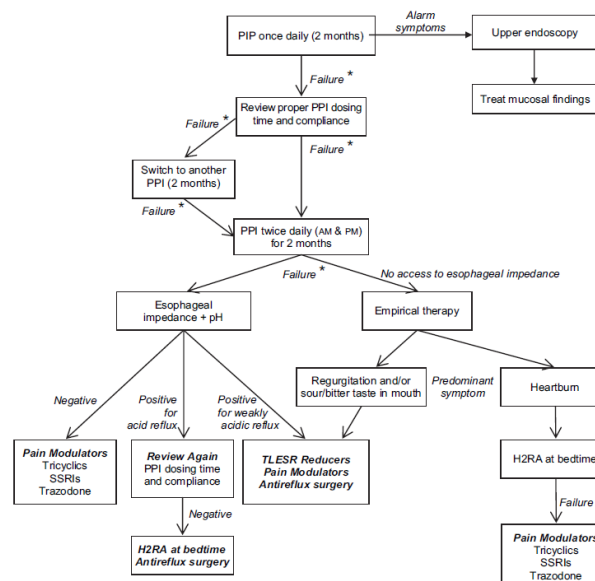 PIP once daily (2 months)
Alarm
symptoms
Upper endoscopy
Treat mucosal findings
Failure *
Review proper PPI dosing
time and compliance
Failure *
Failure *
Switch to another
PPI (2 months)
Failure *
PPI twice daily (AM & PM)
for 2 months
Failure *
No access to esophageal impedance
Esophageal
impedance + pH
Empirical therapy
Negative
Positive
for
acid reflux
Positive
for weakly
acidic reflux
Regurgitation and/or
sour/bitter taste in mouth
Predominant
symptom
Heartburn
Pain Modulators
Tricyclics
SSRIs
Trazodone
Review Again
PPI dosing time
and compliance
TLESR Reducers
Pain Modulators
Antireflux surgery
H2RA at bedtime
Negative
Failure
H2RA at bedtime
Antireflux surgery
Pain Modulators
Tricyclics
SSRIs
Trazodone